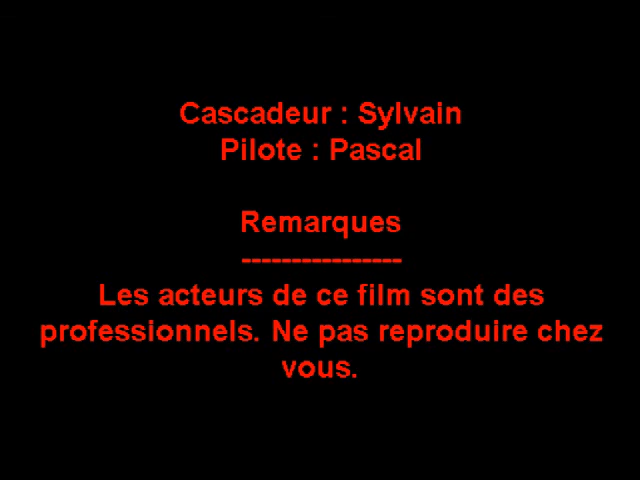 Cascadeur : Sylvain
Pilote : Pascal
Remarques
----------------
Les acteurs de ce film sont des
professionnels. Ne pas reproduire chez
vous.